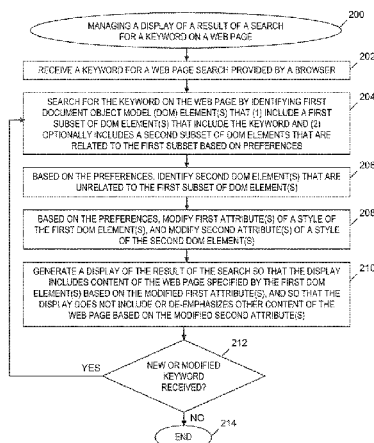 200
MANAGING A DISPLAY OF A RESULT OF A SEARCH
FOR A KEYWORD ON A WEB PAGE
202
RECEIVE A KEYWORD FOR A WEB PAGE SEARCH PROVIDED BY A BROWSER
204
SEARCH FOR THE KEYWORD ON THE WEB PAGE BY IDENTIFYING FIRST
DOCUMENT OBJECT MODEL (DOM) ELEMENT(S) THAT (1) INCLUDE A FIRST
SUBSET OF DOM ELEMENT(S) THAT INCLUDE THE KEYWORD AND (2)
OPTIONALLY INCLUDES A SECOND SUBSET OF DOM ELEMENTS THAT ARE
RELATED TO THE FIRST SUBSET BASED ON PREFERENCES
206
BASED ON THE PREFERENCES, IDENTIFY SECOND DOM ELEMENT(S) THAT ARE
UNRELATED TO THE FIRST SUBSET OF DOM ELEMENT(S)
208
BASED ON THE PREFERENCES, MODIFY FIRST ATTRIBUTE(S) OF A STYLE OF
THE FIRST DOM ELEMENT(S), AND MODIFY SECOND ATTRIBUTE(S) OF A STYLE
OF THE SECOND DOM ELEMENT(S)
210
GENERATE A DISPLAY OF THE RESULT OF THE SEARCH SO THAT THE DISPLAY
INCLUDES CONTENT OF THE WEB PAGE SPECIFIED BY THE FIRST DOM
ELEMENT(S) BASED ON THE MODIFIED FIRST ATTRIBUTE(S), AND SO THAT THE
DISPLAY DOES NOT INCLUDE OR DE-EMPHASIZES OTHER CONTENT OF THE
WEB PAGE BASED ON THE MODIFIED SECOND ATTRIBUTE(S)
212
YES
NEW OR MODIFIED
KEYWORD
RECEIVED?
NO
214
END